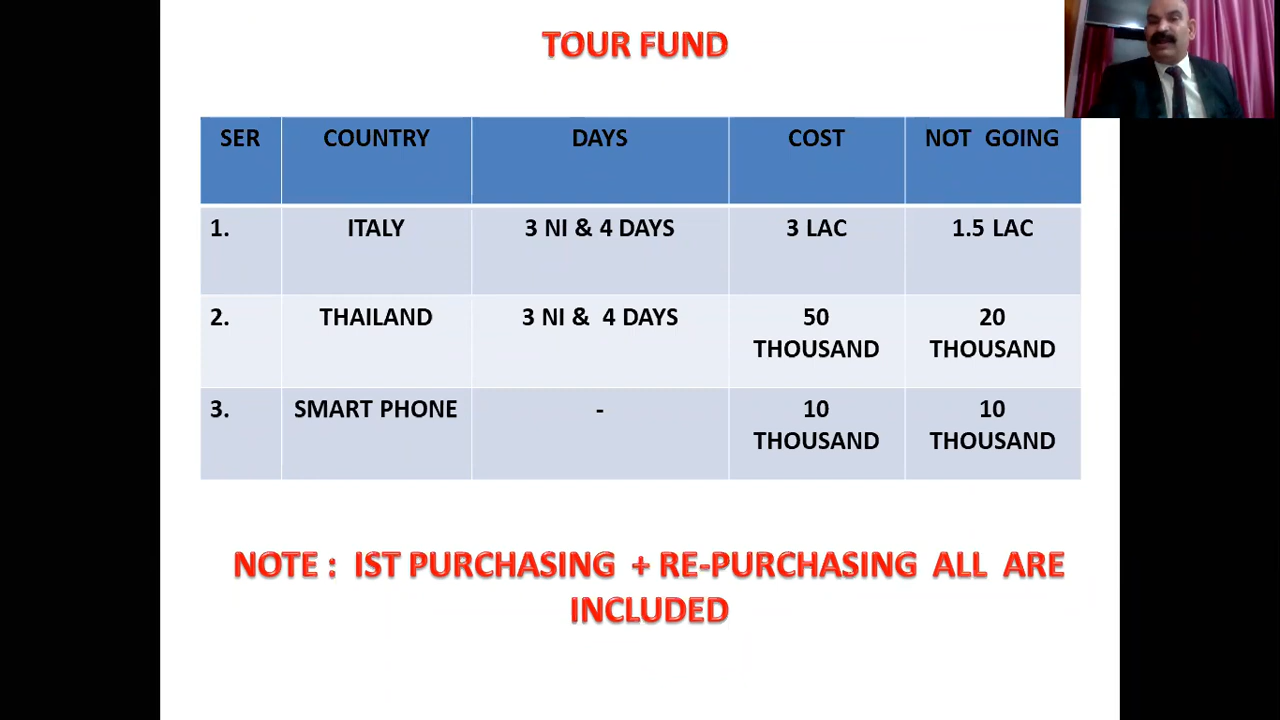 TOUR FUND
SER COUNTRY DAYS COST NOT GOING
1. ITALY 3 NI & 4 DAYS 3 LAC 1.5 LAC
2. THAILAND 3 NI & 4 DAYS 50 THOUSAND 20 THOUSAND
3. SMART PHONE - 10 THOUSAND 10 THOUSAND
NOTE : IST PURCHASING + RE-PURCHASING ALL ARE
INCLUDED